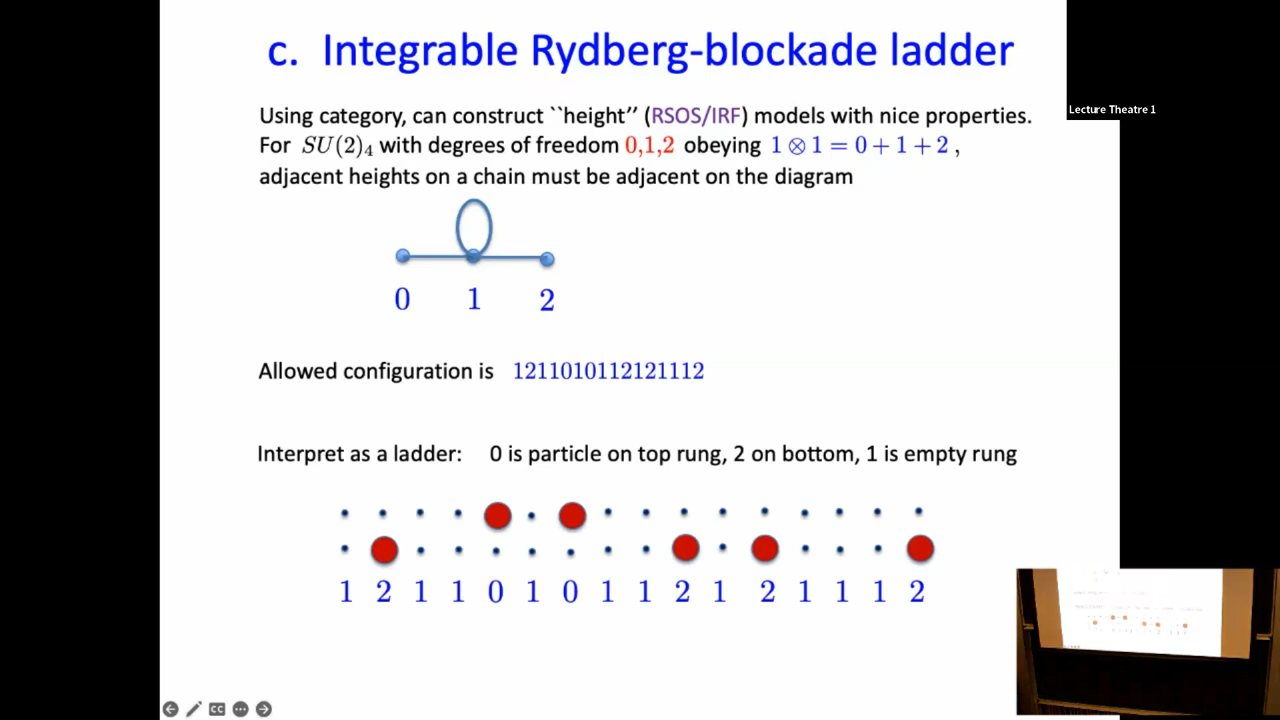 c. Integrable Rydberg-blockade ladder
Lecture Theatre 1
Using category, can construct ``height'' (RSOS/IRF) models with nice properties.
For SU(2)₄ with degrees of freedom 0,1,2 obeying 1 ⊗ 1 = 0 + 1 + 2 ,
adjacent heights on a chain must be adjacent on the diagram
0 1 2
Allowed configuration is 1211010112121112
Interpret as a ladder: 0 is particle on top rung, 2 on bottom, 1 is empty rung
1 2 1 1 0 1 0 1 1 2 1 2 1 1 1 2
CC